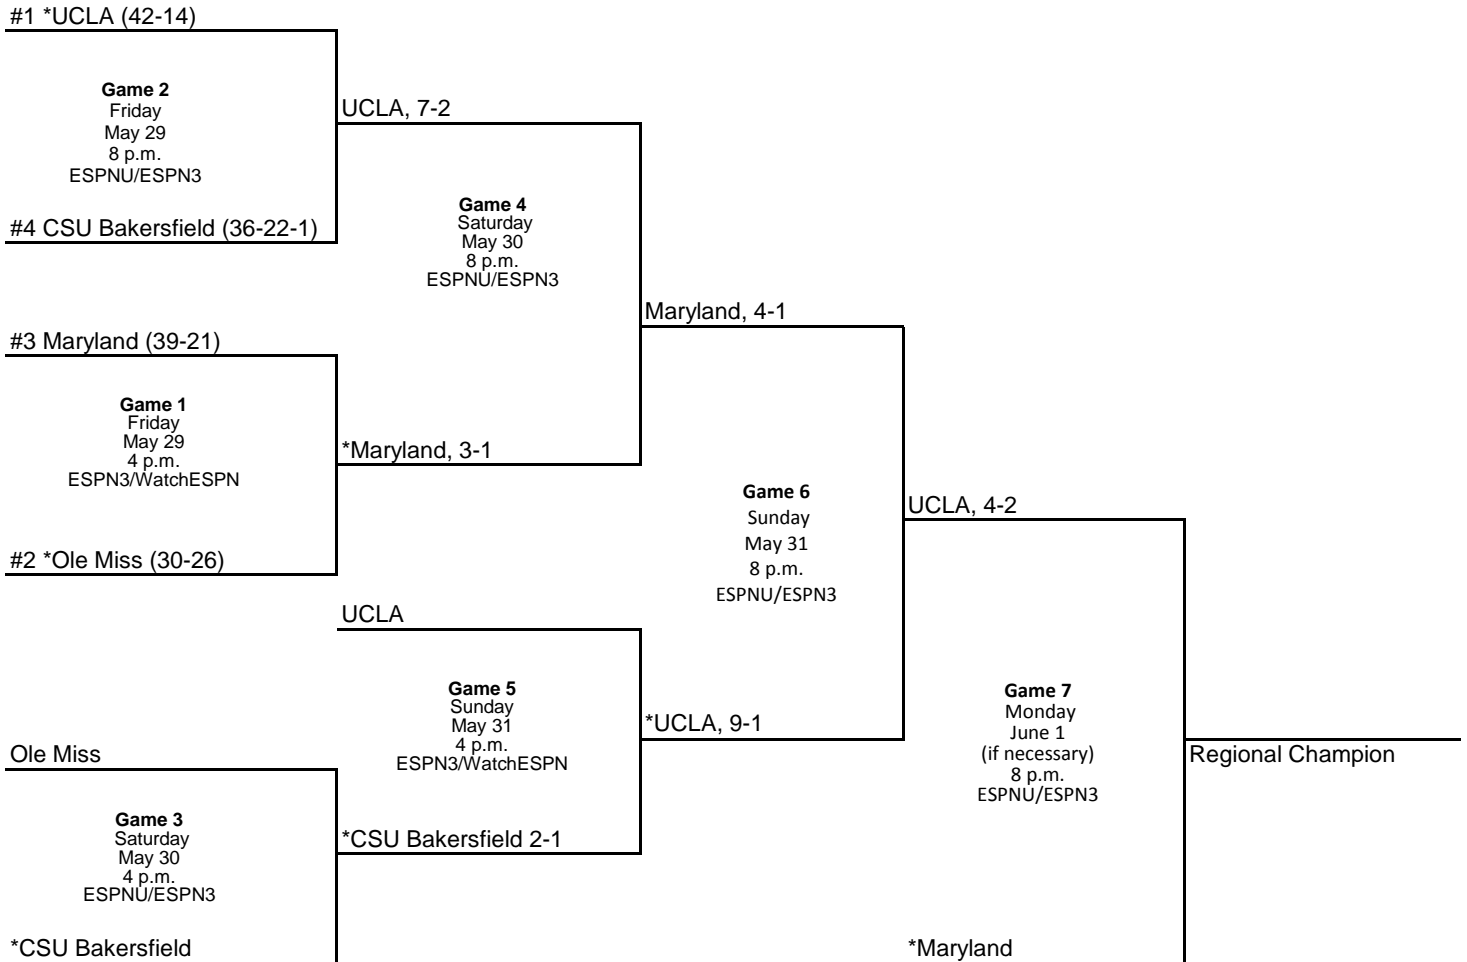 #1 *UCLA (42-14)
Game 2
Friday
May 29
8 p.m.
ESPNU/ESPN3
#4 CSU Bakersfield (36-22-1)
UCLA, 7-2
Game 4
Saturday
May 30
8 p.m.
ESPNU/ESPN3
#3 Maryland (39-21)
Game 1
Friday
May 29
4 p.m.
ESPN3/WatchESPN
#2 *Ole Miss (30-26)
*Maryland, 3-1
Maryland, 4-1
Game 6
Sunday
May 31
8 p.m.
ESPNU/ESPN3
UCLA
Game 5
Sunday
May 31
4 p.m.
ESPN3/WatchESPN
*CSU Bakersfield 2-1
*UCLA, 9-1
Ole Miss
Game 3
Saturday
May 30
4 p.m.
ESPNU/ESPN3
*CSU Bakersfield
UCLA, 4-2
Game 7
Monday
June 1
(if necessary)
8 p.m.
ESPNU/ESPN3
*Maryland
Regional Champion